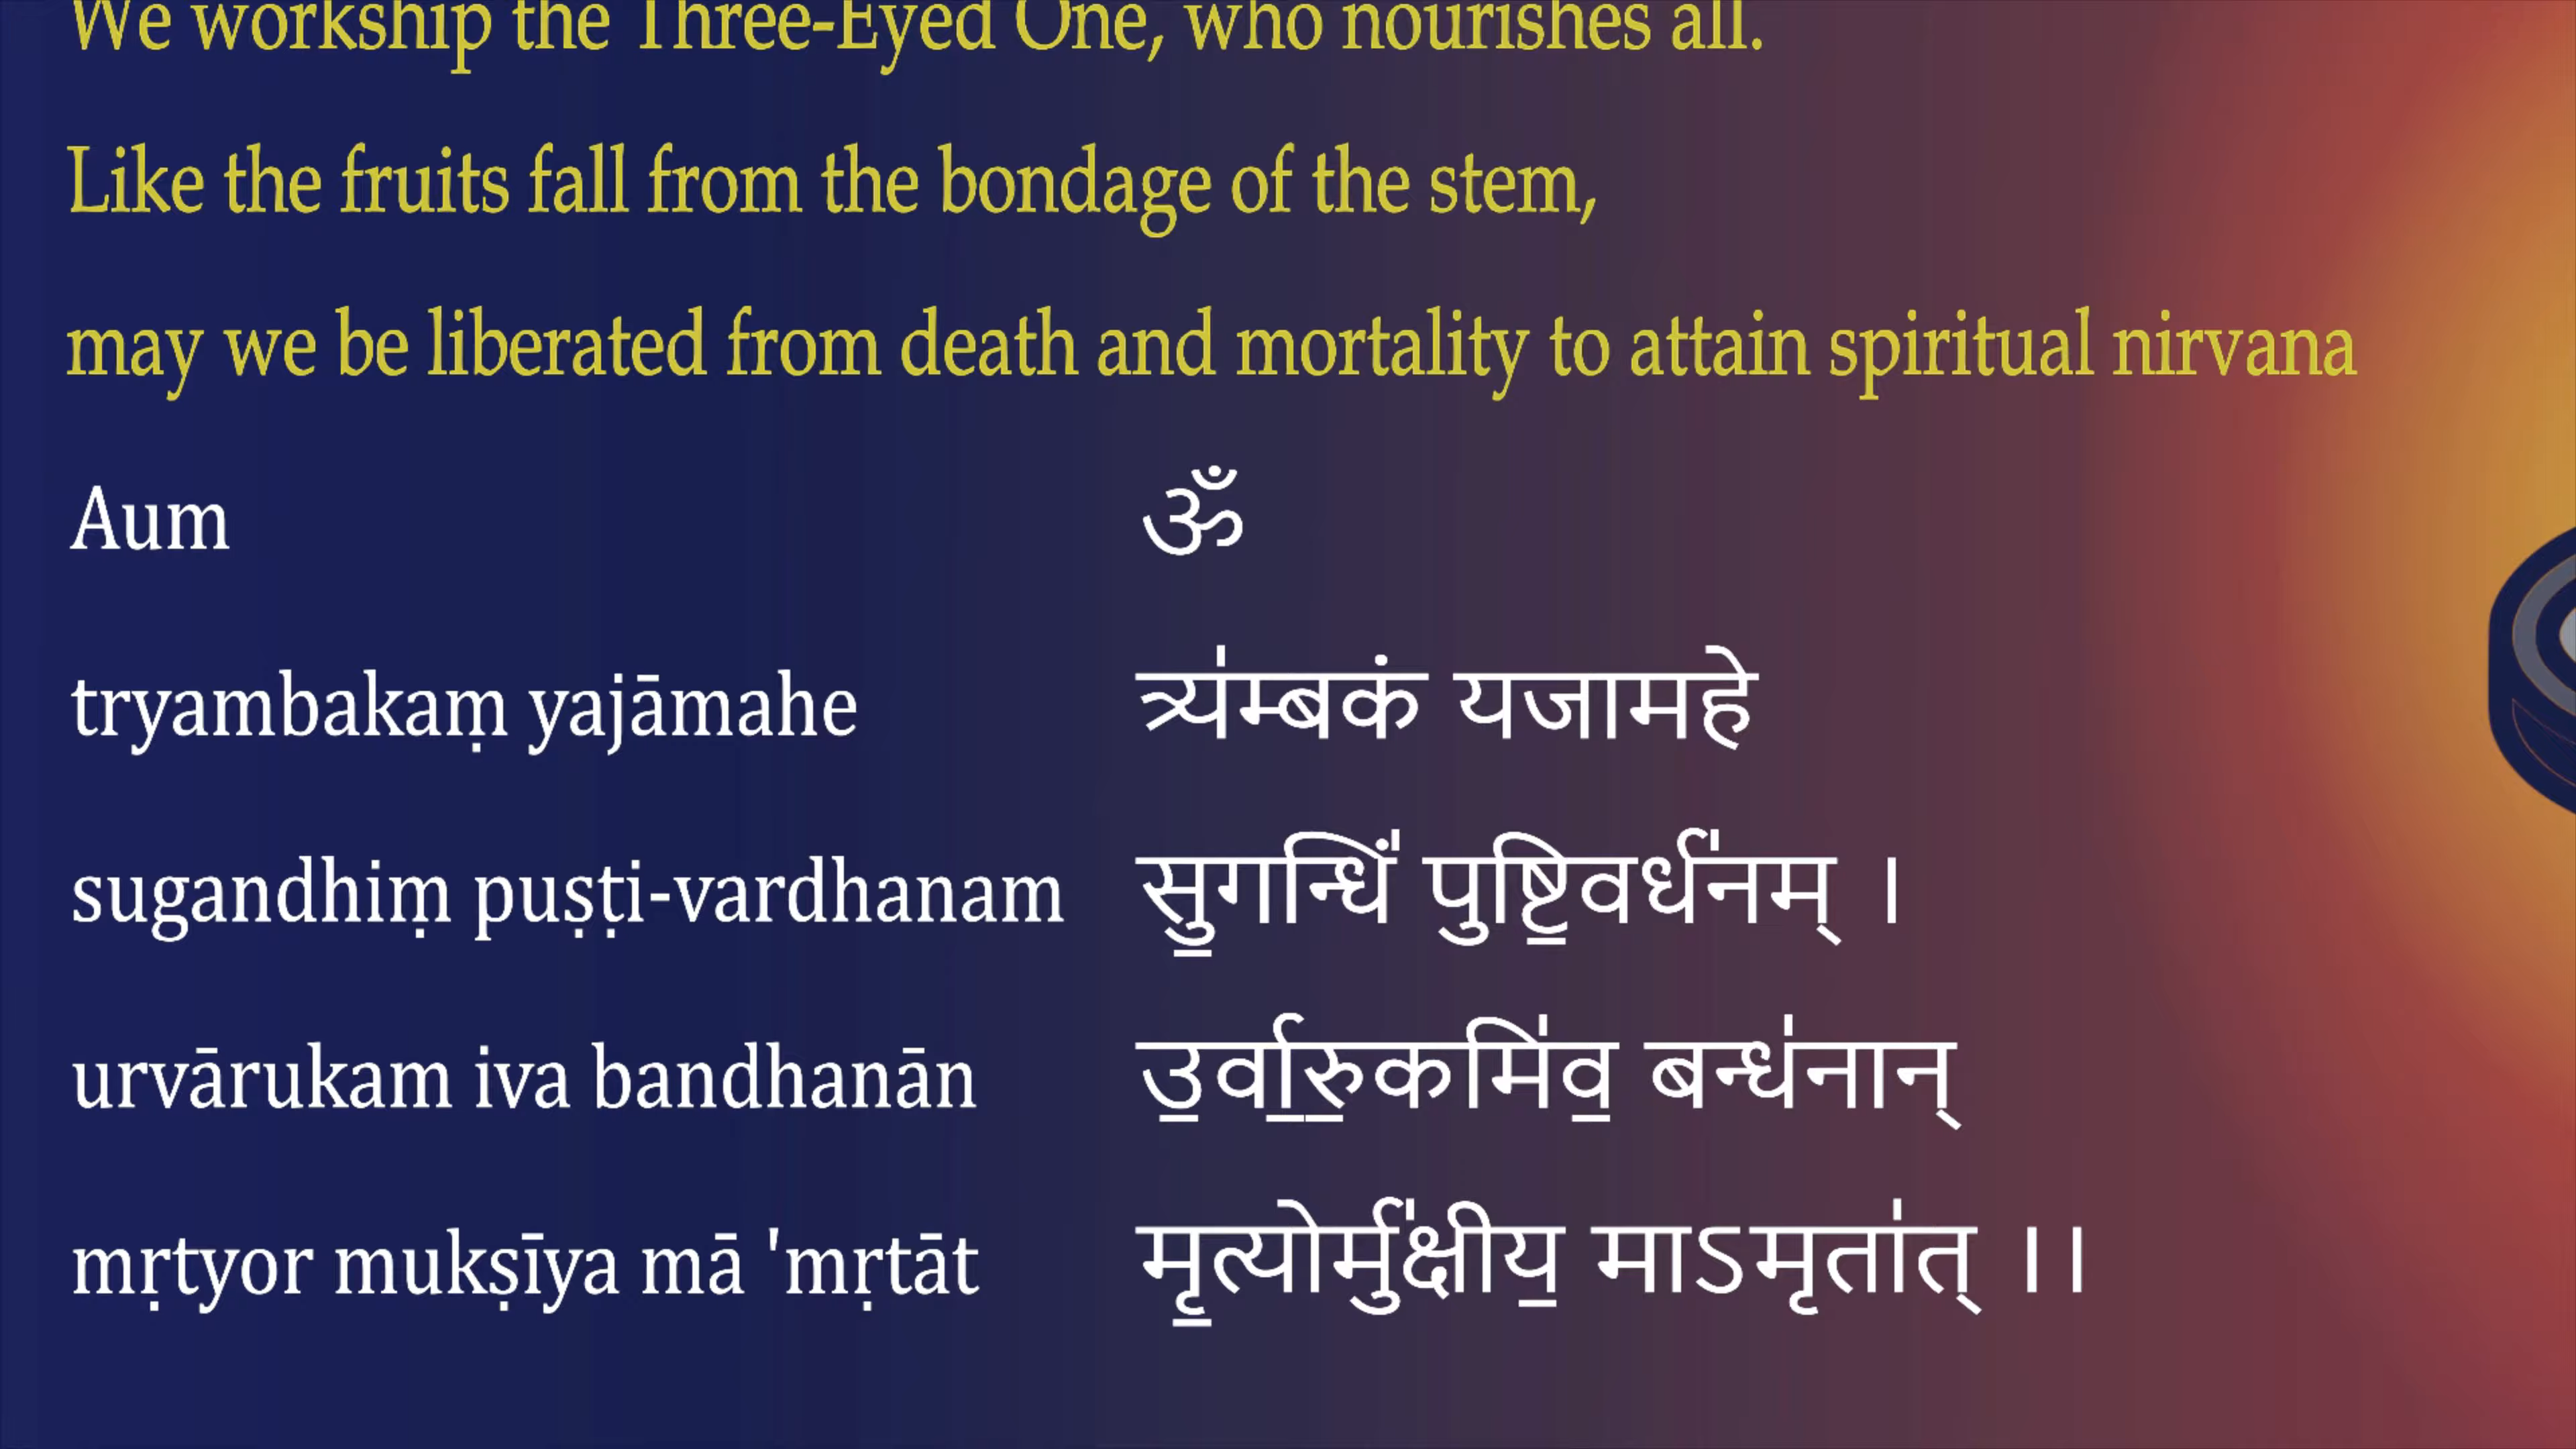 We workship the Three-Eyed One, who nourishes all.
Like the fruits fall from the bondage of the stem,
may we be liberated from death and mortality to attain spiritual nirvana
Aum ॐ
tryambakaṃ yajāmahe त्र्य॑म्बकं यजामहे
sugandhiṃ puṣṭi-vardhanam सु॒गन्धिं॑ पुष्टि॒वर्ध॑नम् ।
urvārukam iva bandhanān उ॒र्वा॒रु॒कमि॑व॒ बन्ध॑नान्
mṛtyor mukṣīya mā 'mṛtāt मृ॒त्योर्मु॑क्षीय॒ माऽमृता॑त् ।।